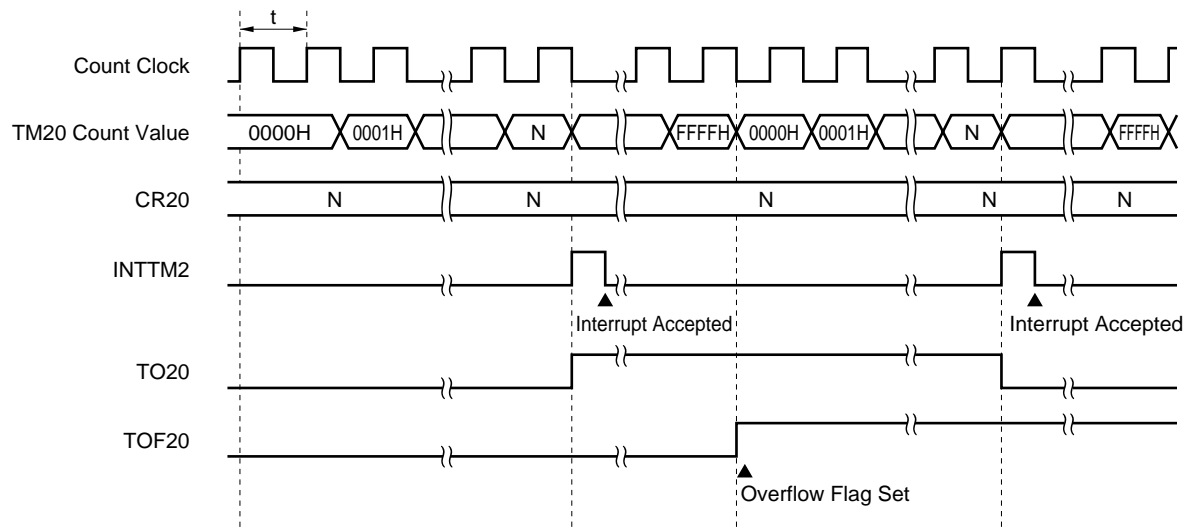 t
Count Clock
TM20 Count Value 0000H 0001H N FFFFH 0000H 0001H N FFFFH
CR20 N N N N N
INTTM2
Interrupt Accepted Interrupt Accepted
TO20
TOF20
Overflow Flag Set